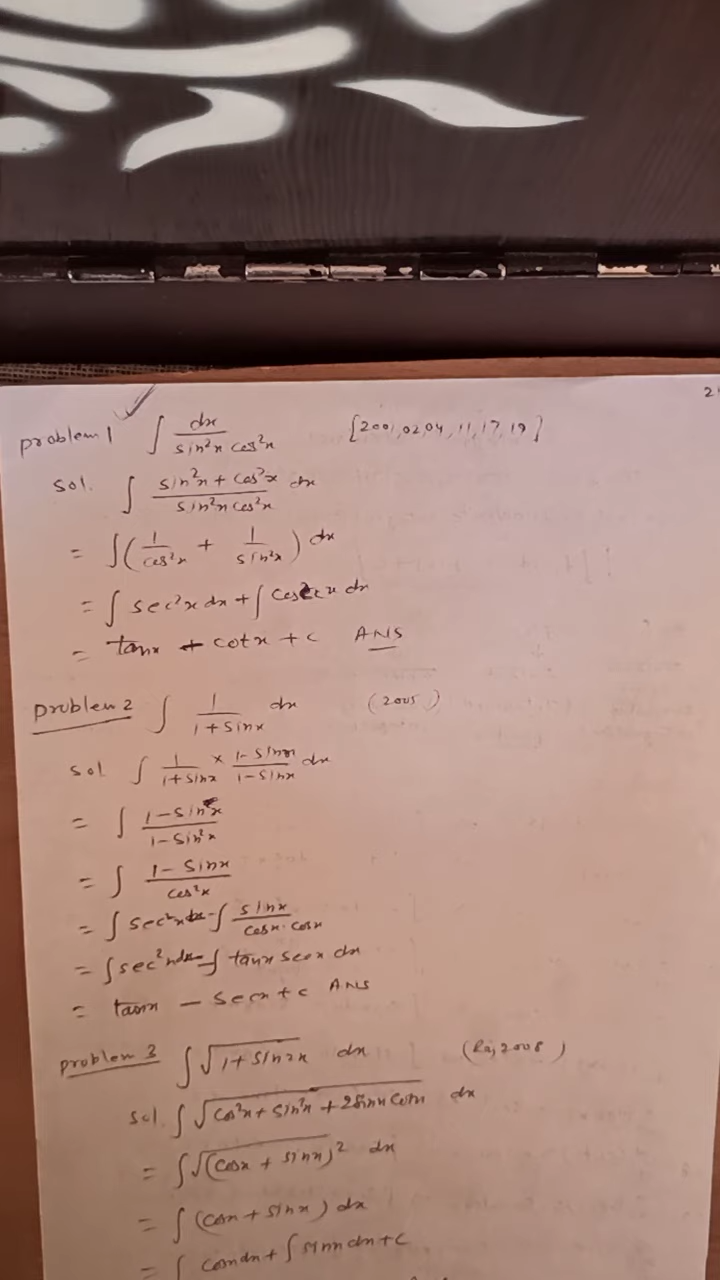 21
problem 1 ∫ dx / sin²x cos²x [2001,02,04,11,17,19]
sol. ∫ sin²x + cos²x / sin²x cos²x dx
= ∫(1/cos²x + 1/sin²x) dx
= ∫ sec²x dx + ∫ cosec²x dx
= tanx - cotx + c ANS
problem 2 ∫ 1 / 1+sinx dx (2005)
sol ∫ 1/1+sinx × 1-sinx/1-sinx dx
= ∫ 1-sinx / 1-sin²x
= ∫ 1-sinx / cos²x
= ∫ sec²x dx - ∫ sinx / cosx·cosx
= ∫ sec²x dx - ∫ tanx secx dx
= tanx - secx + c ANS
problem 3 ∫ √1+sin2x dx (Raj 2008)
sol. ∫ √cos²x + sin²x + 2sinx cosx dx
= ∫ √(cosx + sinx)² dx
= ∫ (cosx + sinx) dx
= ∫ cosx dx + ∫ sinx dx + c